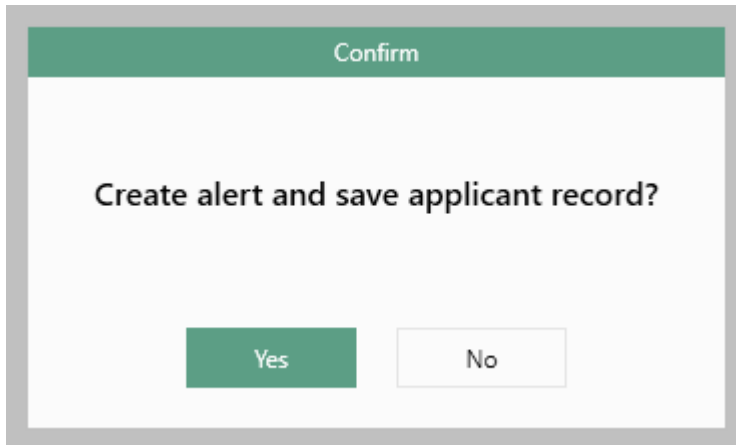 Confirm
Create alert and save applicant record?
Yes
No